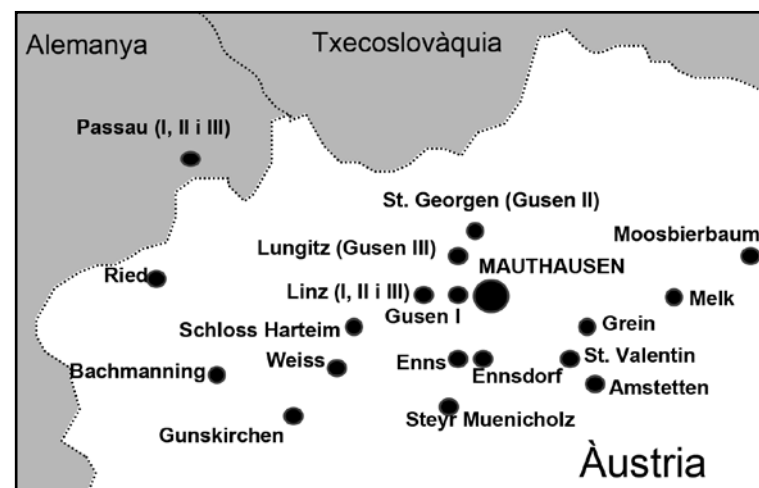 Alemanya
Txecoslovàquia
Passau (I, II i III)
St. Georgen (Gusen II)
Moosbierbaum
Lungitz (Gusen III)
MAUTHAUSEN
Ried
Linz (I, II i III)
Melk
Gusen I
Grein
Schloss Harteim
Weiss
Enns
St. Valentin
Bachmanning
Ennsdorf
Amstetten
Steyr Muenicholz
Gunskirchen
Àustria